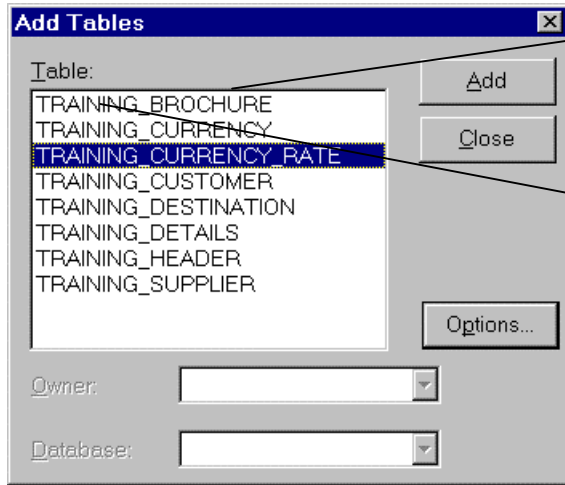 Add Tables
Table:
TRAINING_BROCHURE
TRAINING_CURRENCY
TRAINING_CURRENCY_RATE
TRAINING_CUSTOMER
TRAINING_DESTINATION
TRAINING_DETAILS
TRAINING_HEADER
TRAINING_SUPPLIER
Add
Close
Options...
Owner:
Database: